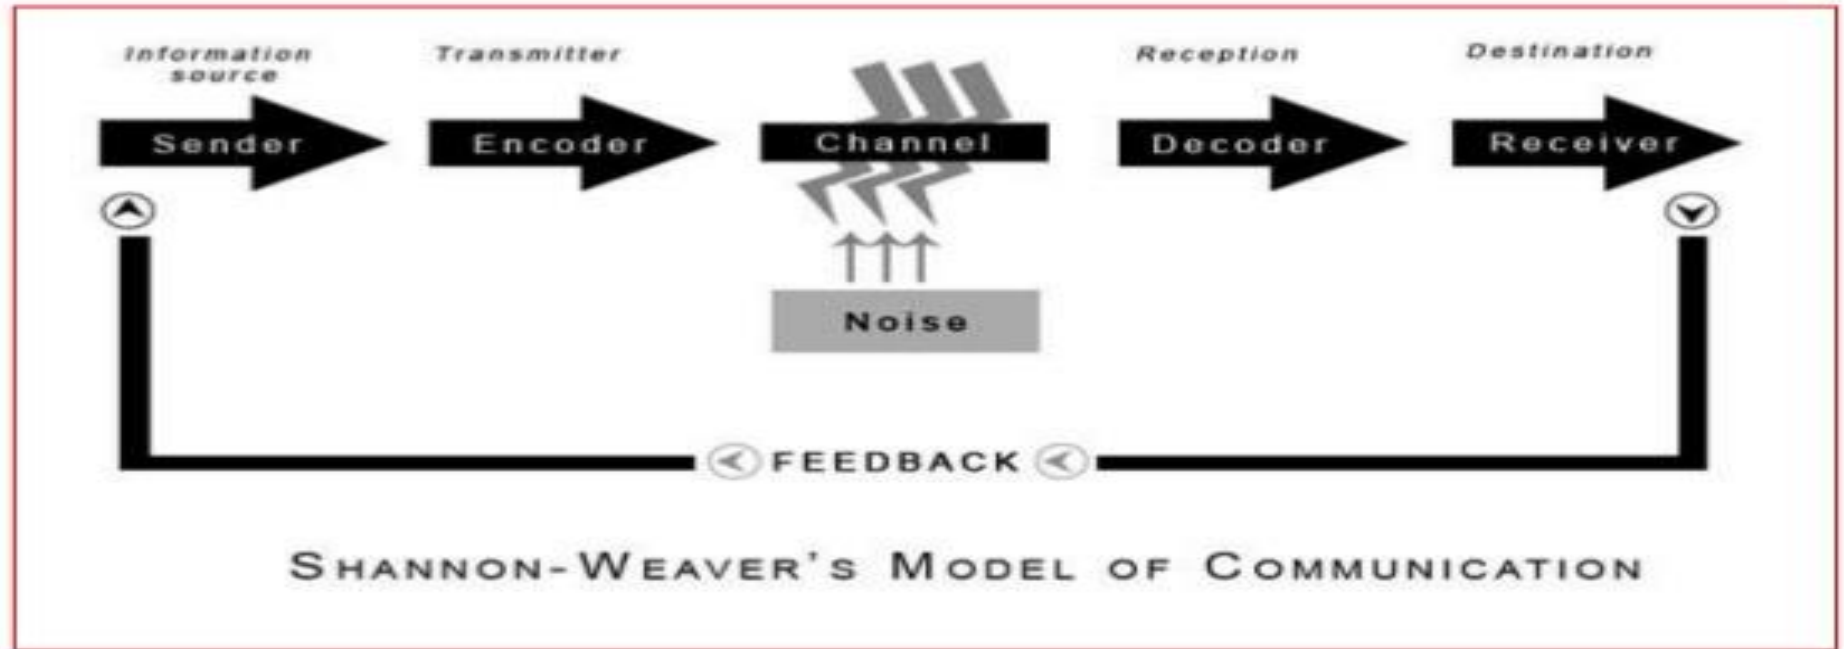 Information
source
Transmitter
Reception
Destination
Sender
Encoder
Channel
Decoder
Receiver
Noise
FEEDBACK
SHANNON-WEAVER'S MODEL OF COMMUNICATION